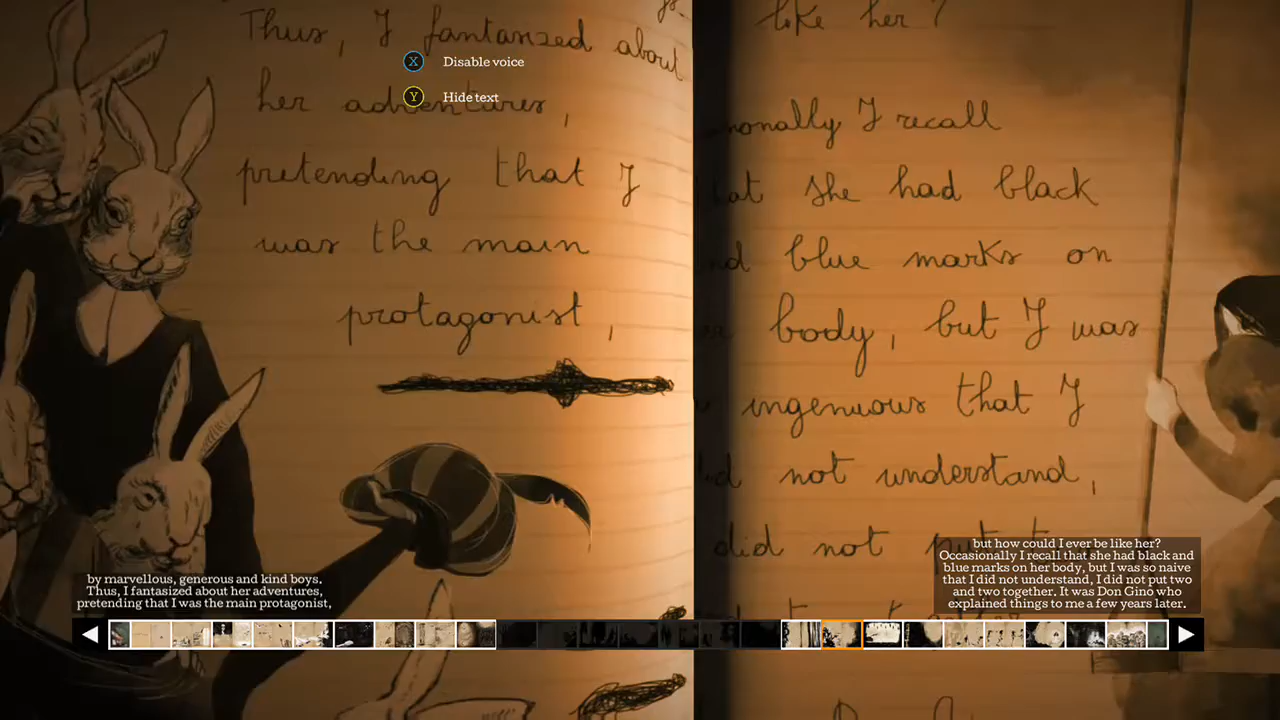 Thus, I fantasized about
her adventures,
pretending that I
was the main
protagonist,
X Disable voice
Y Hide text
by marvellous, generous and kind boys.
Thus, I fantasized about her adventures,
pretending that I was the main protagonist,
like her?
I recall
she had black
blue marks on
body, but I was
ingenuous that I
not understand,
did not put t
but how could I ever be like her?
Occasionally I recall that she had black and
blue marks on her body, but I was so naive
that I did not understand, I did not put two
and two together. It was Don Gino who
explained things to me a few years later.